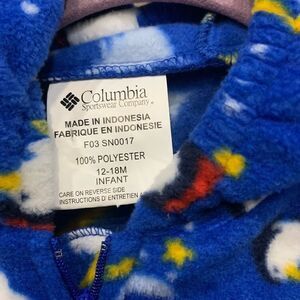 Columbia
Sportswear Company
MADE IN INDONESIA
FABRIQUE EN INDONESIE
F03 SN0017
100% POLYESTER
12-18M
INFANT
CARE ON REVERSE SIDE
INSTRUCTIONS D'ENTRETIEN